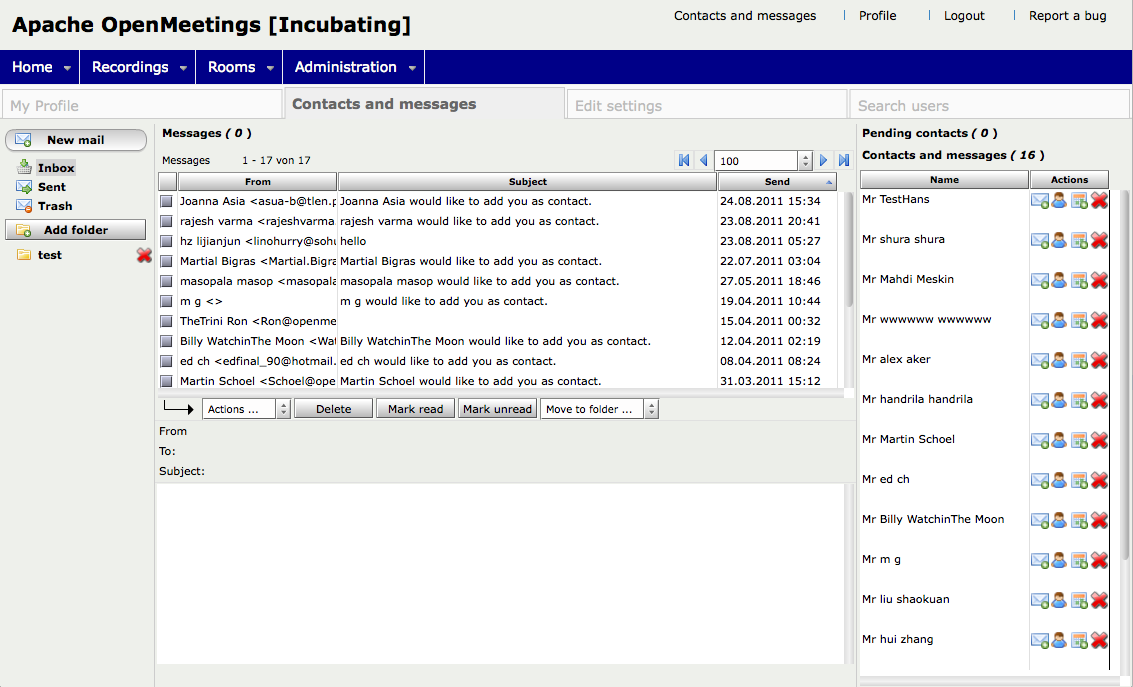 Apache OpenMeetings [Incubating]
Contacts and messages
Profile
Logout
Report a bug
Home
Recordings
Rooms
Administration
My Profile
Contacts and messages
Edit settings
Search users
New mail
Inbox
Sent
Trash
Add folder
test
Messages ( 0 )
Messages 1 - 17 von 17
100
From Subject Send
Joanna Asia <asua-b@tlen.p Joanna Asia would like to add you as contact. 24.08.2011 15:34
rajesh varma <rajeshvarma rajesh varma would like to add you as contact. 23.08.2011 20:41
hz lijianjun <linohurry@sohu hello 23.08.2011 05:27
Martial Bigras <Martial.Bigra Martial Bigras would like to add you as contact. 22.07.2011 03:04
masopala masop <masopala masopala masop would like to add you as contact. 27.05.2011 18:46
m g <> m g would like to add you as contact. 19.04.2011 10:44
TheTrini Ron <Ron@openme 15.04.2011 00:32
Billy WatchinThe Moon <Wat Billy WatchinThe Moon would like to add you as contact. 12.04.2011 02:19
ed ch <edfinal_90@hotmail. ed ch would like to add you as contact. 08.04.2011 08:24
Martin Schoel <Schoel@ope Martin Schoel would like to add you as contact. 31.03.2011 15:12
Actions ... Delete Mark read Mark unread Move to folder ...
From
To:
Subject:
Pending contacts ( 0 )
Contacts and messages ( 16 )
Name Actions
Mr TestHans
Mr shura shura
Mr Mahdi Meskin
Mr wwwwww wwwwww
Mr alex aker
Mr handrila handrila
Mr Martin Schoel
Mr ed ch
Mr Billy WatchinThe Moon
Mr m g
Mr liu shaokuan
Mr hui zhang